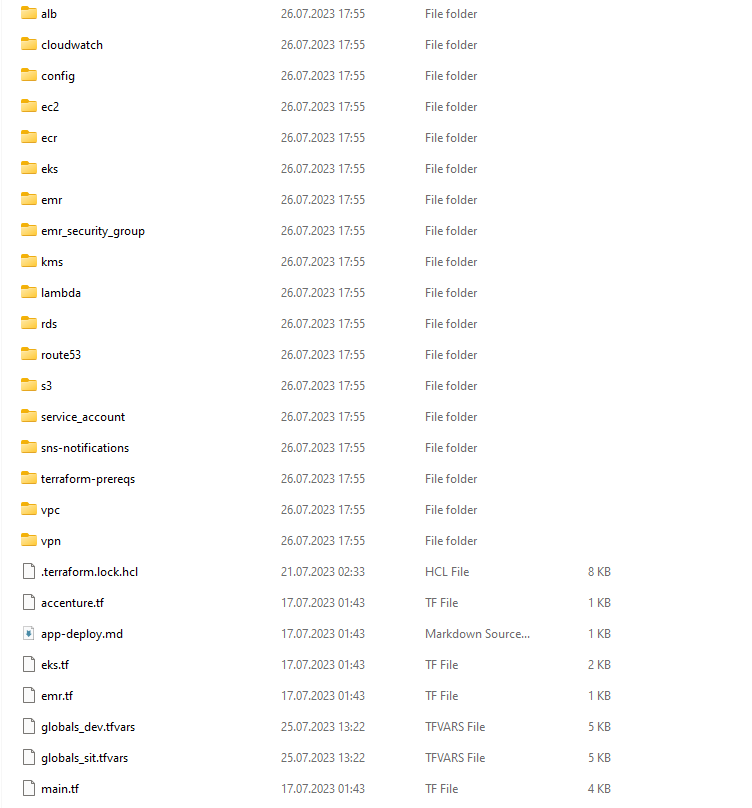 alb 26.07.2023 17:55 File folder
cloudwatch 26.07.2023 17:55 File folder
config 26.07.2023 17:55 File folder
ec2 26.07.2023 17:55 File folder
ecr 26.07.2023 17:55 File folder
eks 26.07.2023 17:55 File folder
emr 26.07.2023 17:55 File folder
emr_security_group 26.07.2023 17:55 File folder
kms 26.07.2023 17:55 File folder
lambda 26.07.2023 17:55 File folder
rds 26.07.2023 17:55 File folder
route53 26.07.2023 17:55 File folder
s3 26.07.2023 17:55 File folder
service_account 26.07.2023 17:55 File folder
sns-notifications 26.07.2023 17:55 File folder
terraform-prereqs 26.07.2023 17:55 File folder
vpc 26.07.2023 17:55 File folder
vpn 26.07.2023 17:55 File folder
.terraform.lock.hcl 21.07.2023 02:33 HCL File 8 KB
accenture.tf 17.07.2023 01:43 TF File 1 KB
app-deploy.md 17.07.2023 01:43 Markdown Source... 1 KB
eks.tf 17.07.2023 01:43 TF File 2 KB
emr.tf 17.07.2023 01:43 TF File 1 KB
globals_dev.tfvars 25.07.2023 13:22 TFVARS File 5 KB
globals_sit.tfvars 25.07.2023 13:22 TFVARS File 5 KB
main.tf 17.07.2023 01:43 TF File 4 KB